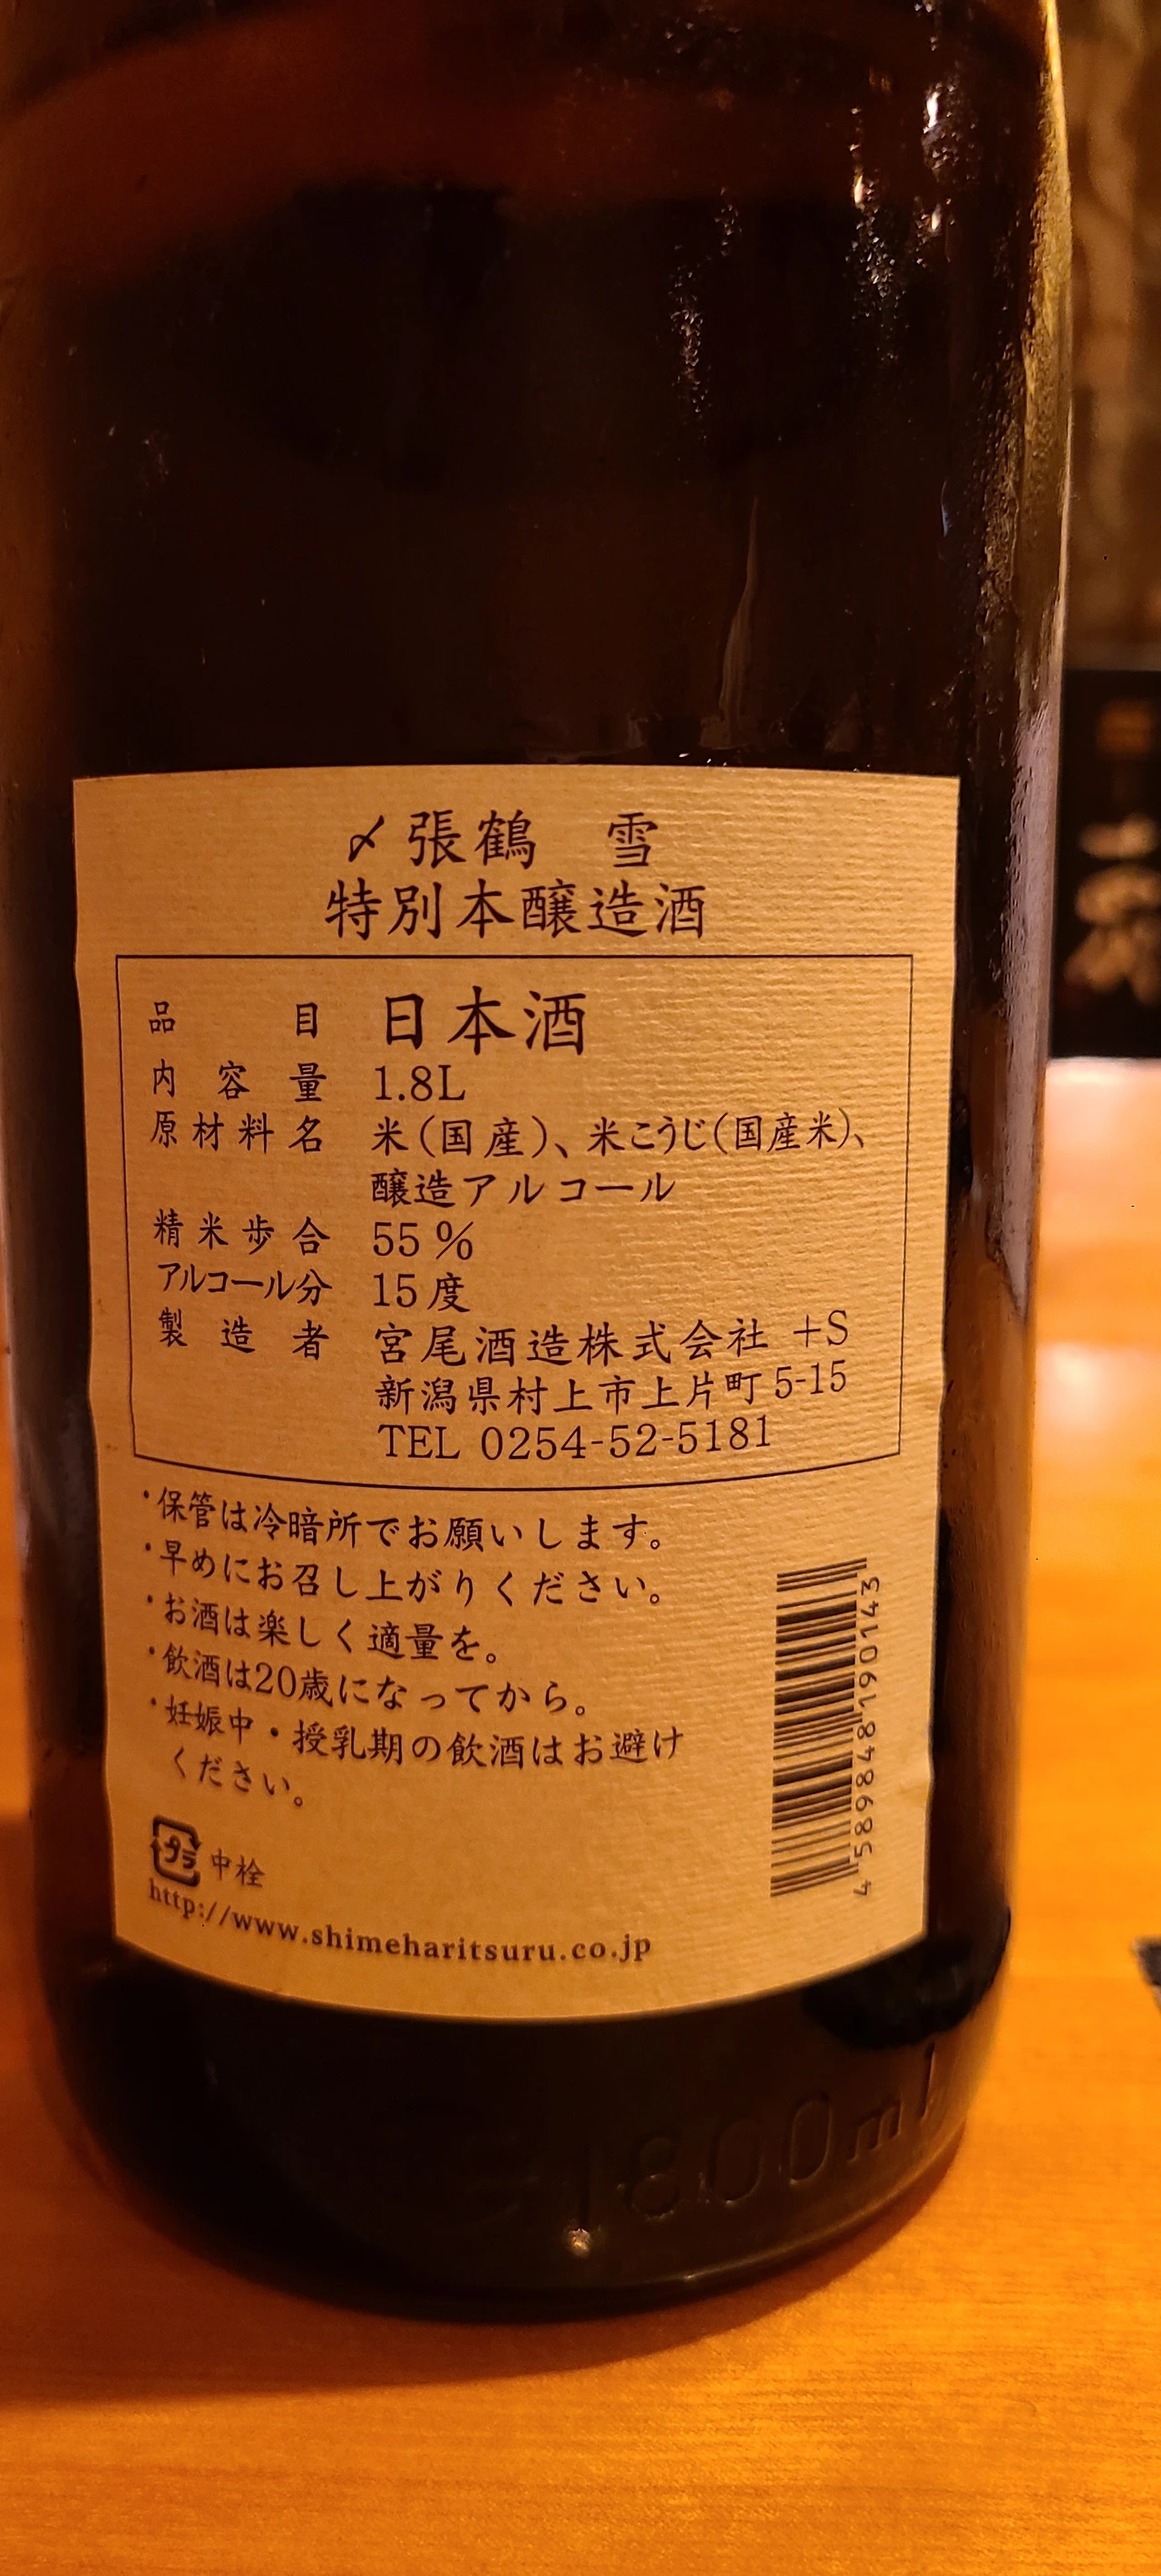 〆張鶴 雪
特別本醸造酒
品目 日本酒
内容量 1.8L
原材料名 米(国産)、米こうじ(国産米)、
醸造アルコール
精米歩合 55%
アルコール分 15度
製造者 宮尾酒造株式会社 +S
新潟県村上市上片町5-15
TEL 0254-52-5181
・保管は冷暗所でお願いします。
・早めにお召し上がりください。
・お酒は楽しく適量を。
・飲酒は20歳になってから。
・妊娠中・授乳期の飲酒はお避け
ください。
プラ 中栓
http://www.shimeharitsuru.co.jp
4589848190143
1800ml